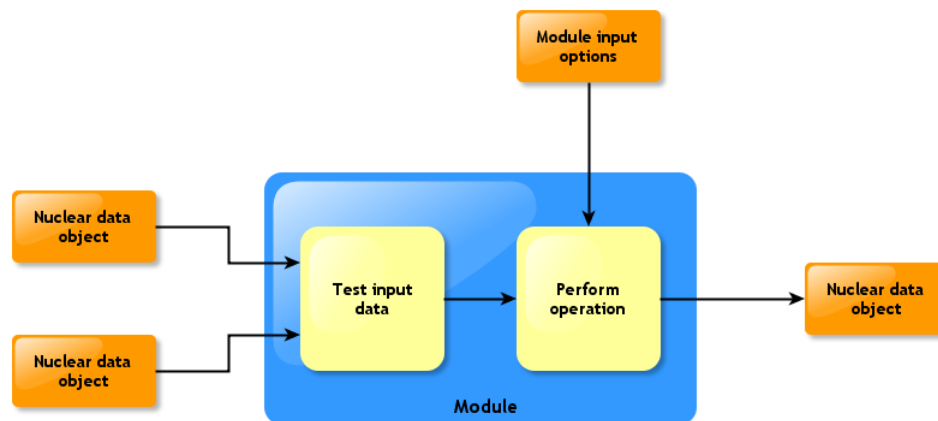 Module input
options
Nuclear data
object
Test input
data
Perform
operation
Nuclear data
object
Nuclear data
object
Module